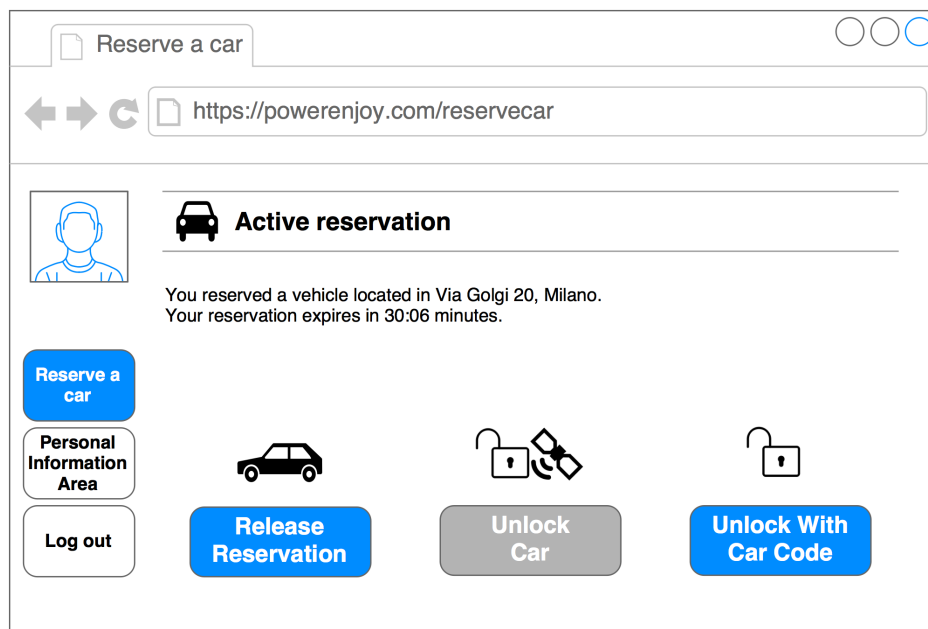 Reserve a car
https://powerenjoy.com/reservecar
Active reservation
You reserved a vehicle located in Via Golgi 20, Milano.
Your reservation expires in 30:06 minutes.
Reserve a
car
Personal
Information
Area
Log out
Release
Reservation
Unlock
Car
Unlock With
Car Code